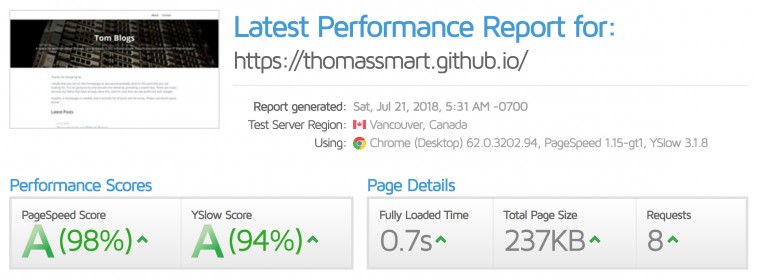 Latest Performance Report for:
https://thomassmart.github.io/
Tom Blogs
Latest Posts
Report generated: Sat, Jul 21, 2018, 5:31 AM -0700
Test Server Region: Vancouver, Canada
Using: Chrome (Desktop) 62.0.3202.94, PageSpeed 1.15-gt1, YSlow 3.1.8
Performance Scores
Page Details
PageSpeed Score
YSlow Score
Fully Loaded Time
Total Page Size
Requests
A (98%)
A (94%)
0.7s
237KB
8